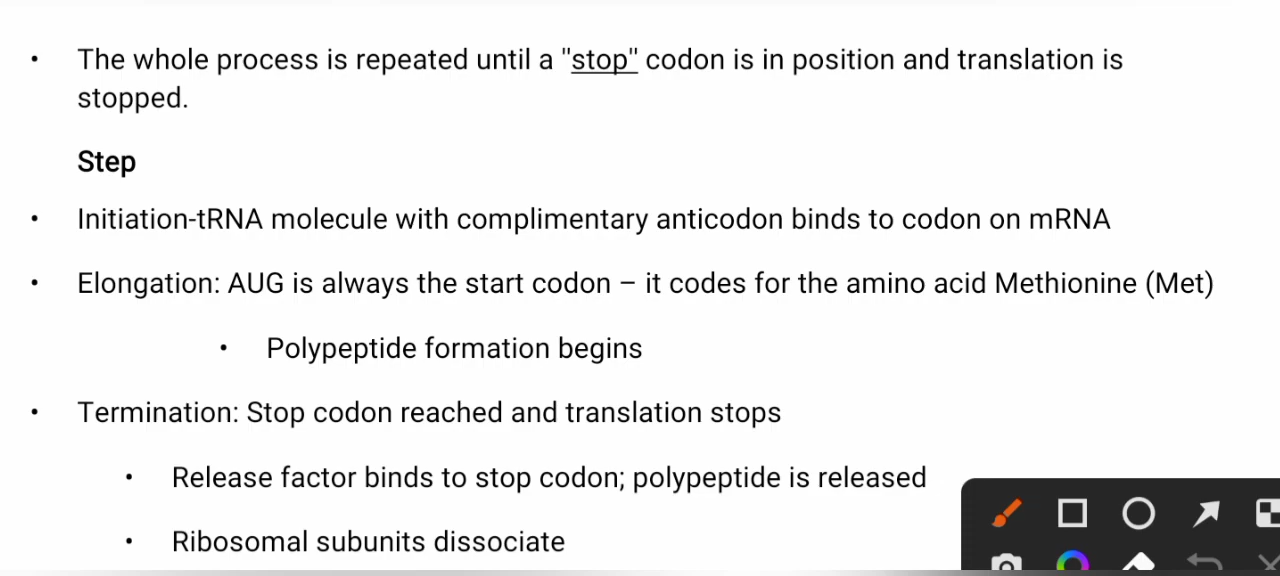 • The whole process is repeated until a "stop" codon is in position and translation is
stopped.
Step
• Initiation-tRNA molecule with complimentary anticodon binds to codon on mRNA
• Elongation: AUG is always the start codon – it codes for the amino acid Methionine (Met)
• Polypeptide formation begins
• Termination: Stop codon reached and translation stops
• Release factor binds to stop codon; polypeptide is released
• Ribosomal subunits dissociate